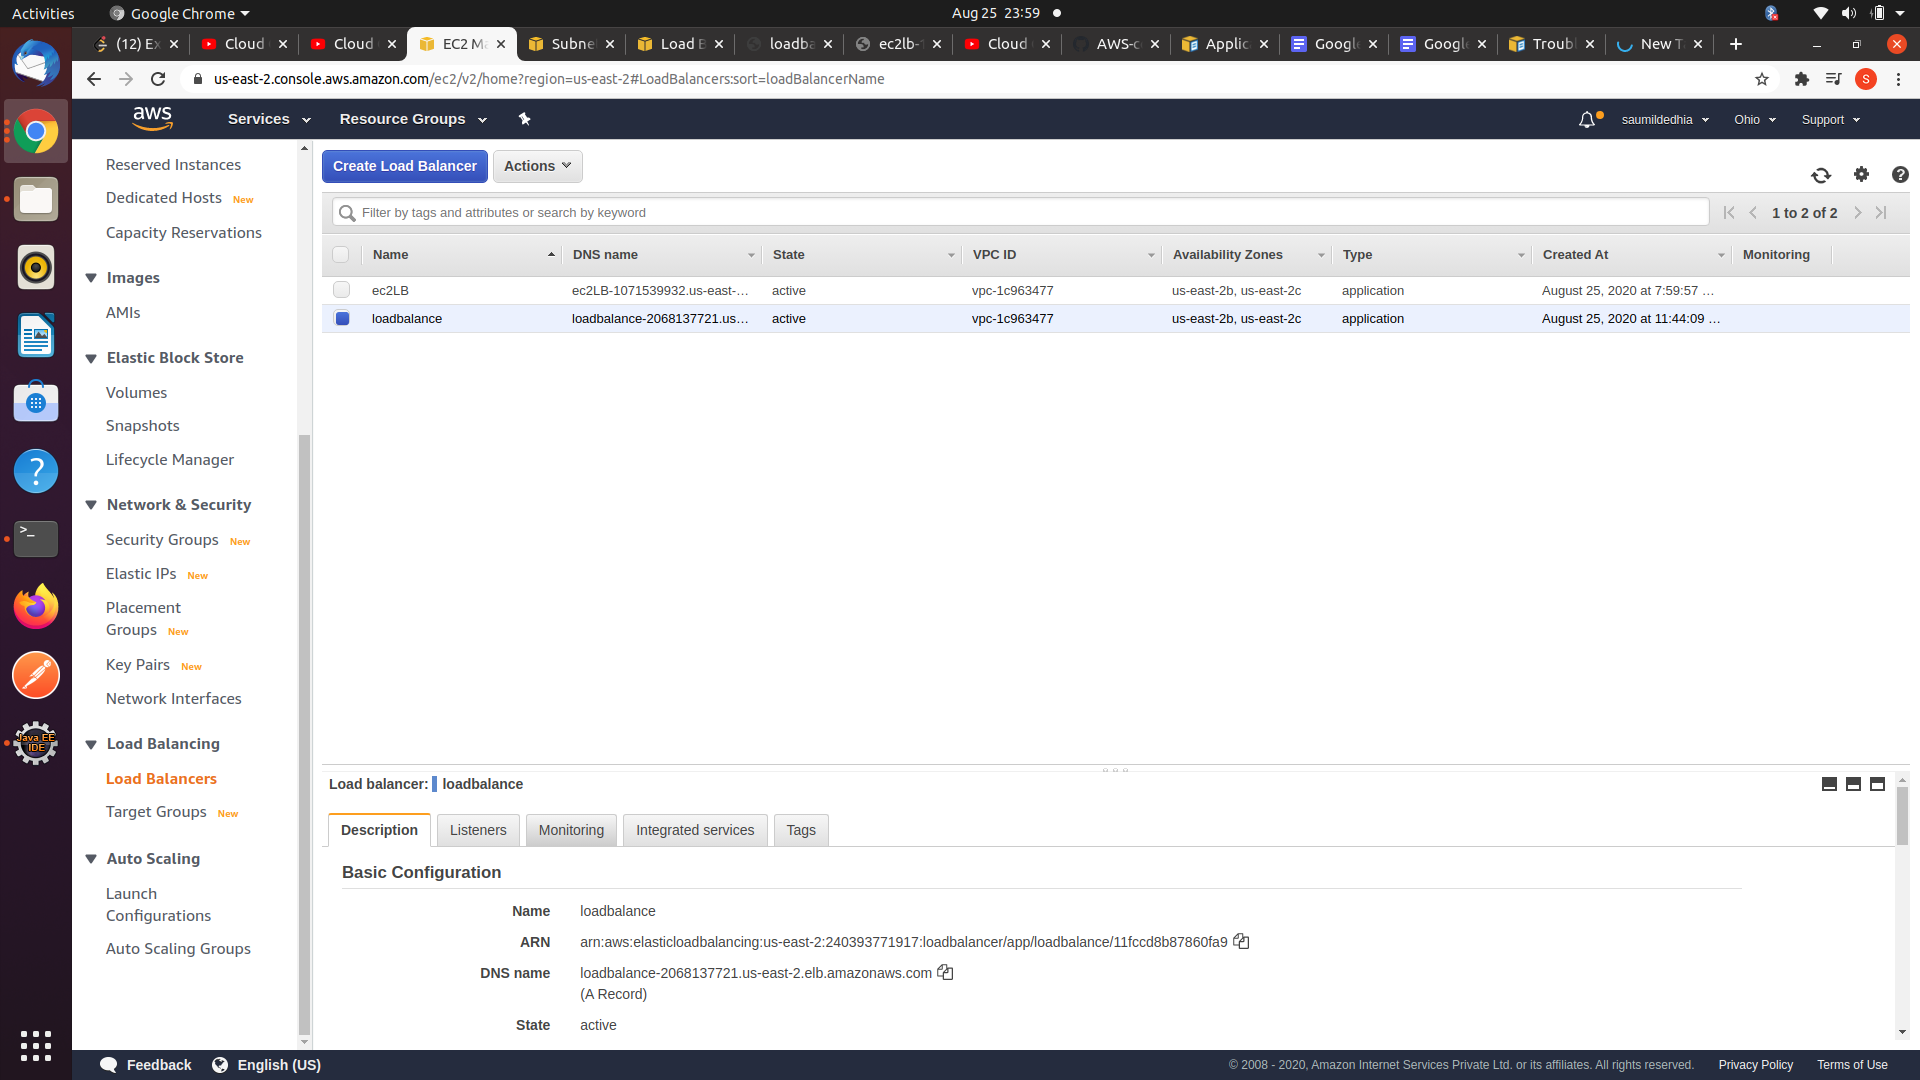 Activities
Google Chrome
Aug 25 23:59
(12) Ex
Cloud
Cloud
EC2 Ma
Subne
Load B
loadba
ec2lb-1
Cloud
AWS-c
Applic
Google
Google
Troubl
New Ta
us-east-2.console.aws.amazon.com/ec2/v2/home?region=us-east-2#LoadBalancers:sort=loadBalancerName
S
aws
Services
Resource Groups
saumildedhia
Ohio
Support
Reserved Instances
Dedicated Hosts New
Capacity Reservations
Images
AMIs
Elastic Block Store
Volumes
Snapshots
Lifecycle Manager
Network & Security
Security Groups New
Elastic IPs New
Placement
Groups New
Key Pairs New
Network Interfaces
Load Balancing
Load Balancers
Target Groups New
Auto Scaling
Launch
Configurations
Auto Scaling Groups
Java EE
IDE
Create Load Balancer
Actions
Filter by tags and attributes or search by keyword
1 to 2 of 2
Name DNS name State VPC ID Availability Zones Type Created At Monitoring
ec2LB ec2LB-1071539932.us-east-... active vpc-1c963477 us-east-2b, us-east-2c application August 25, 2020 at 7:59:57 ...
loadbalance loadbalance-2068137721.us... active vpc-1c963477 us-east-2b, us-east-2c application August 25, 2020 at 11:44:09 ...
Load balancer: loadbalance
Description
Listeners
Monitoring
Integrated services
Tags
Basic Configuration
Name loadbalance
ARN arn:aws:elasticloadbalancing:us-east-2:240393771917:loadbalancer/app/loadbalance/11fccd8b87860fa9
DNS name loadbalance-2068137721.us-east-2.elb.amazonaws.com
(A Record)
State active
Feedback
English (US)
© 2008 - 2020, Amazon Internet Services Private Ltd. or its affiliates. All rights reserved.
Privacy Policy
Terms of Use